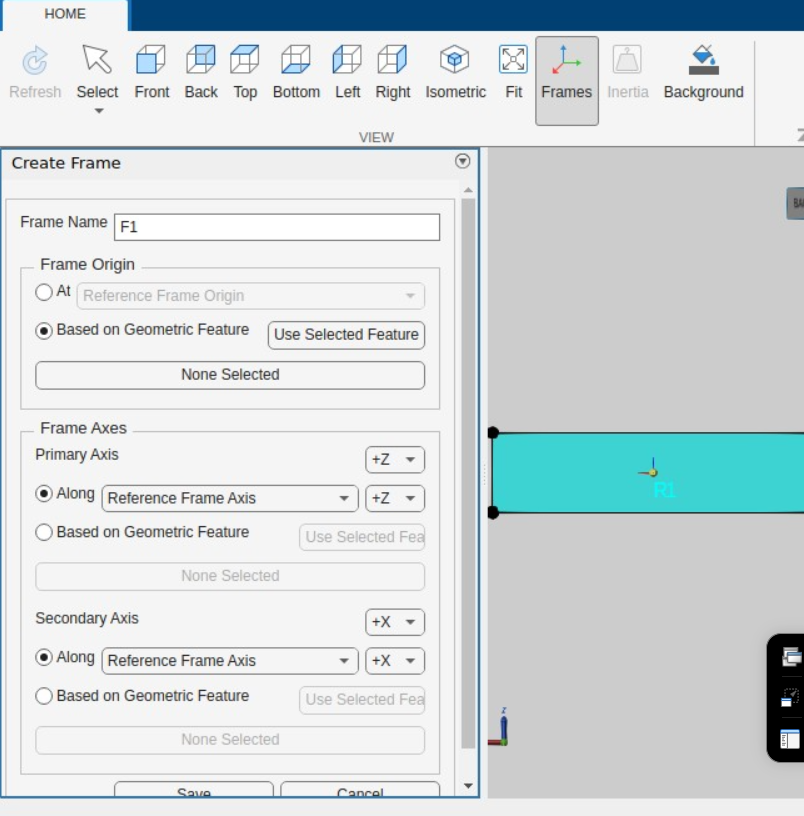 HOME
Refresh Select Front Back Top Bottom Left Right Isometric Fit Frames Inertia Background
VIEW
Create Frame
Frame Name F1
Frame Origin
At Reference Frame Origin
Based on Geometric Feature Use Selected Feature
None Selected
Frame Axes
Primary Axis +Z
Along Reference Frame Axis +Z
Based on Geometric Feature Use Selected Fea
None Selected
R1
Secondary Axis +X
Along Reference Frame Axis +X
Based on Geometric Feature Use Selected Fea
z
None Selected
Save Cancel